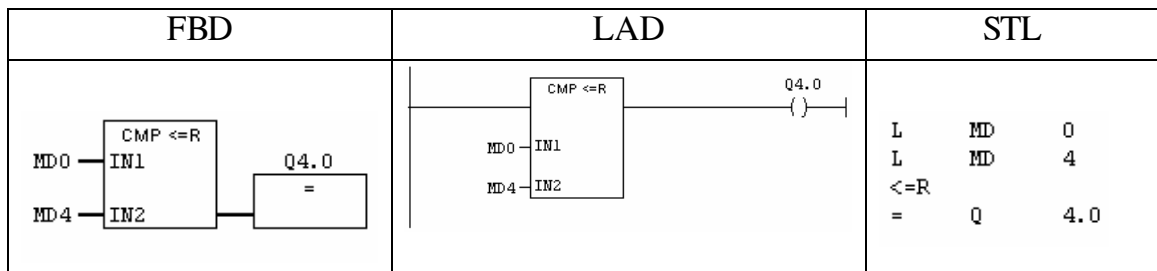 FBD
LAD
STL
CMP <=R
MD0
IN1
Q4.0
=
MD4
IN2
CMP <=R
Q4.0
( )
MD0
IN1
MD4
IN2
L MD 0
L MD 4
<=R
= Q 4.0